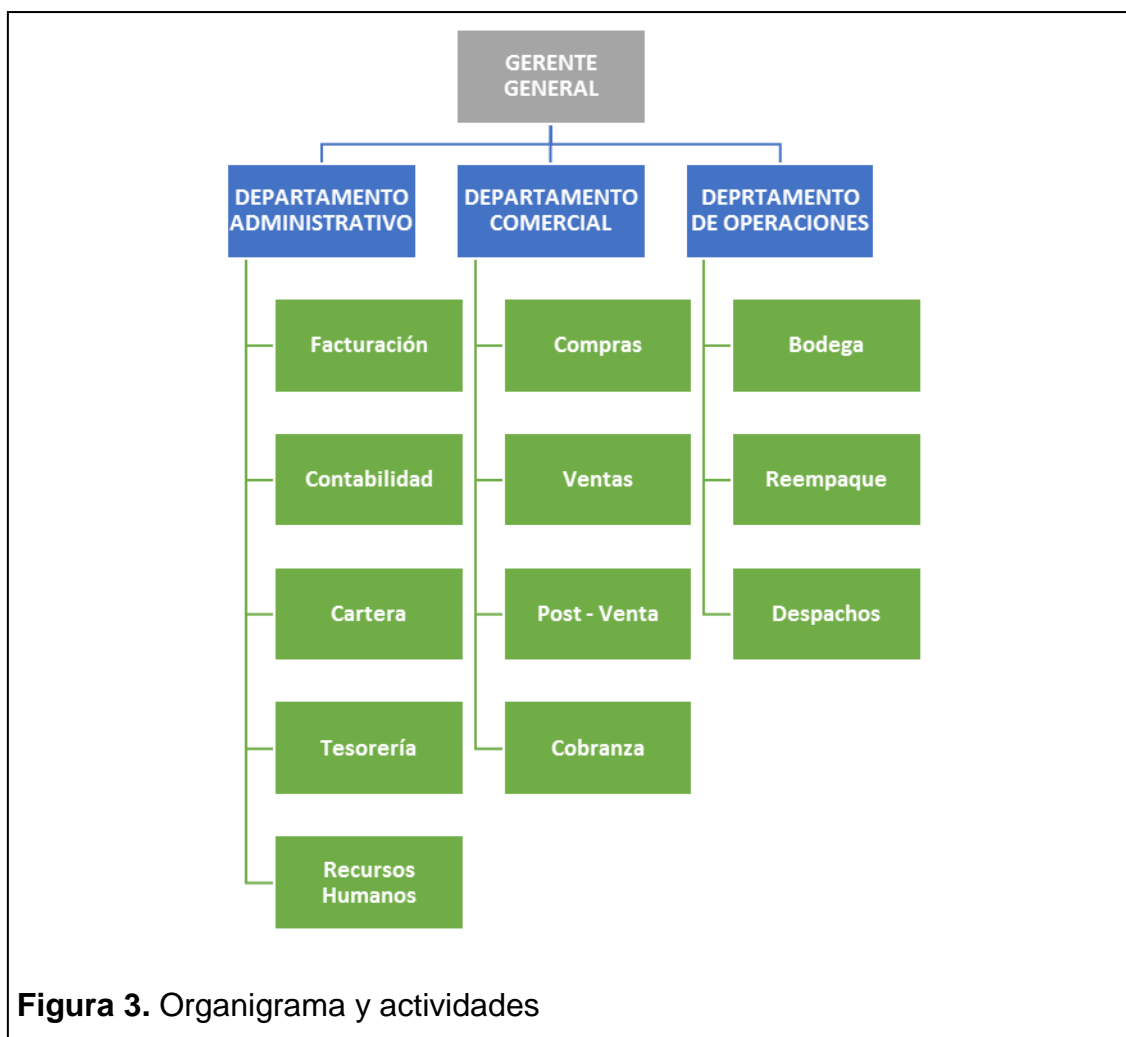 GERENTE
GENERAL
DEPARTAMENTO
ADMINISTRATIVO
DEPARTAMENTO
COMERCIAL
DEPRTAMENTO
DE OPERACIONES
Facturación
Compras
Bodega
Contabilidad
Ventas
Reempaque
Cartera
Post - Venta
Despachos
Tesorería
Cobranza
Recursos
Humanos
Figura 3. Organigrama y actividades